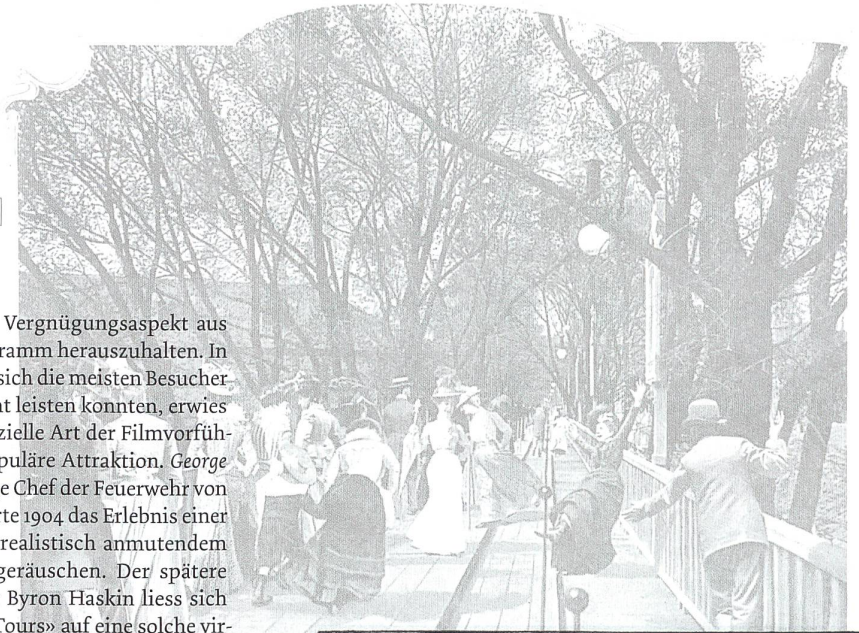 Vergnügungsaspekt aus
ramm herauszuhalten. In
sich die meisten Besucher
t leisten konnten, erwies
zielle Art der Filmvorfüh-
puläre Attraktion. George
e Chef der Feuerwehr von
rte 1904 das Erlebnis einer
realistisch anmutendem
geräuschen. Der spätere
Byron Haskin liess sich
Tours» auf eine solche vir-